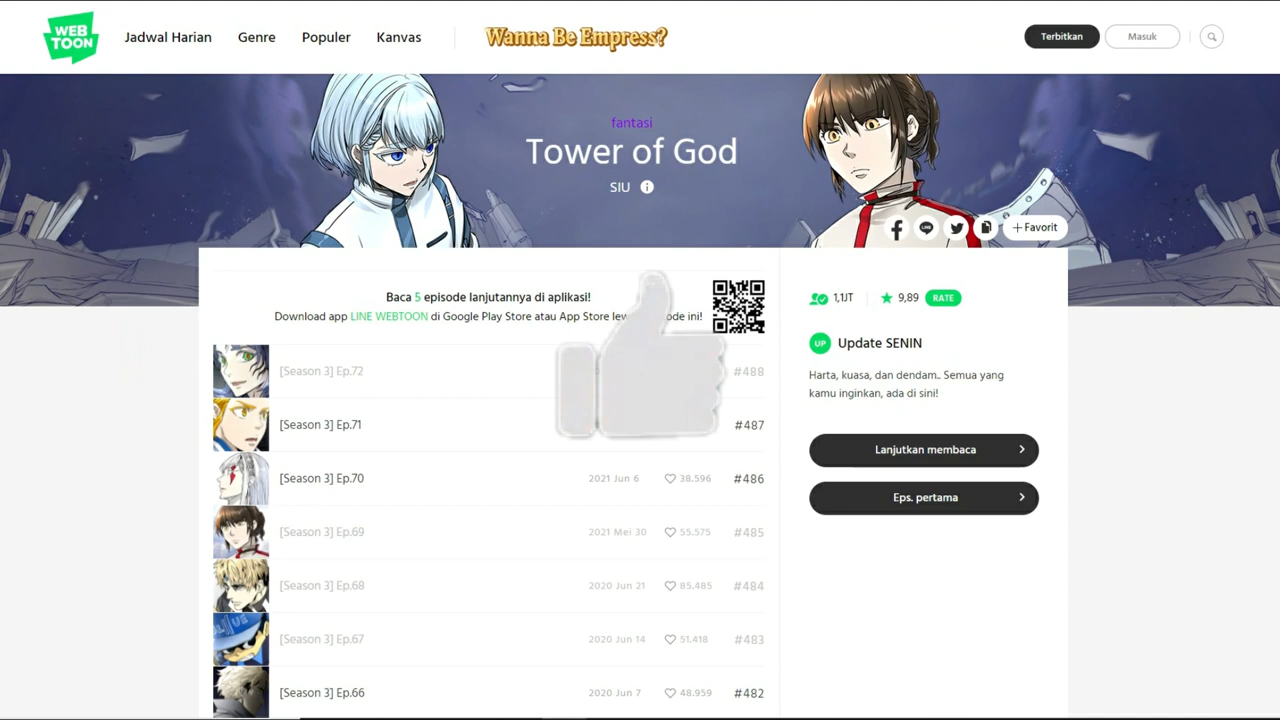 WEB
TOON
Jadwal Harian
Genre
Populer
Kanvas
Wanna Be Empress?
Terbitkan
Masuk
fantasi
Tower of God
SIU
LINE
+ Favorit
Baca 5 episode lanjutannya di aplikasi!
Download app LINE WEBTOON di Google Play Store atau App Store ini!
1,1JT
9,89
RATE
UP
Update SENIN
Harta, kuasa, dan dendam.. Semua yang
kamu inginkan, ada di sini!
Lanjutkan membaca
Eps. pertama
[Season 3] Ep.72
#488
[Season 3] Ep.71
#487
[Season 3] Ep.70
2021 Jun 6
38.596
#486
[Season 3] Ep.69
2021 Mei 30
55.575
#485
[Season 3] Ep.68
2020 Jun 21
85.485
#484
[Season 3] Ep.67
2020 Jun 14
51.418
#483
[Season 3] Ep.66
2020 Jun 7
48.959
#482